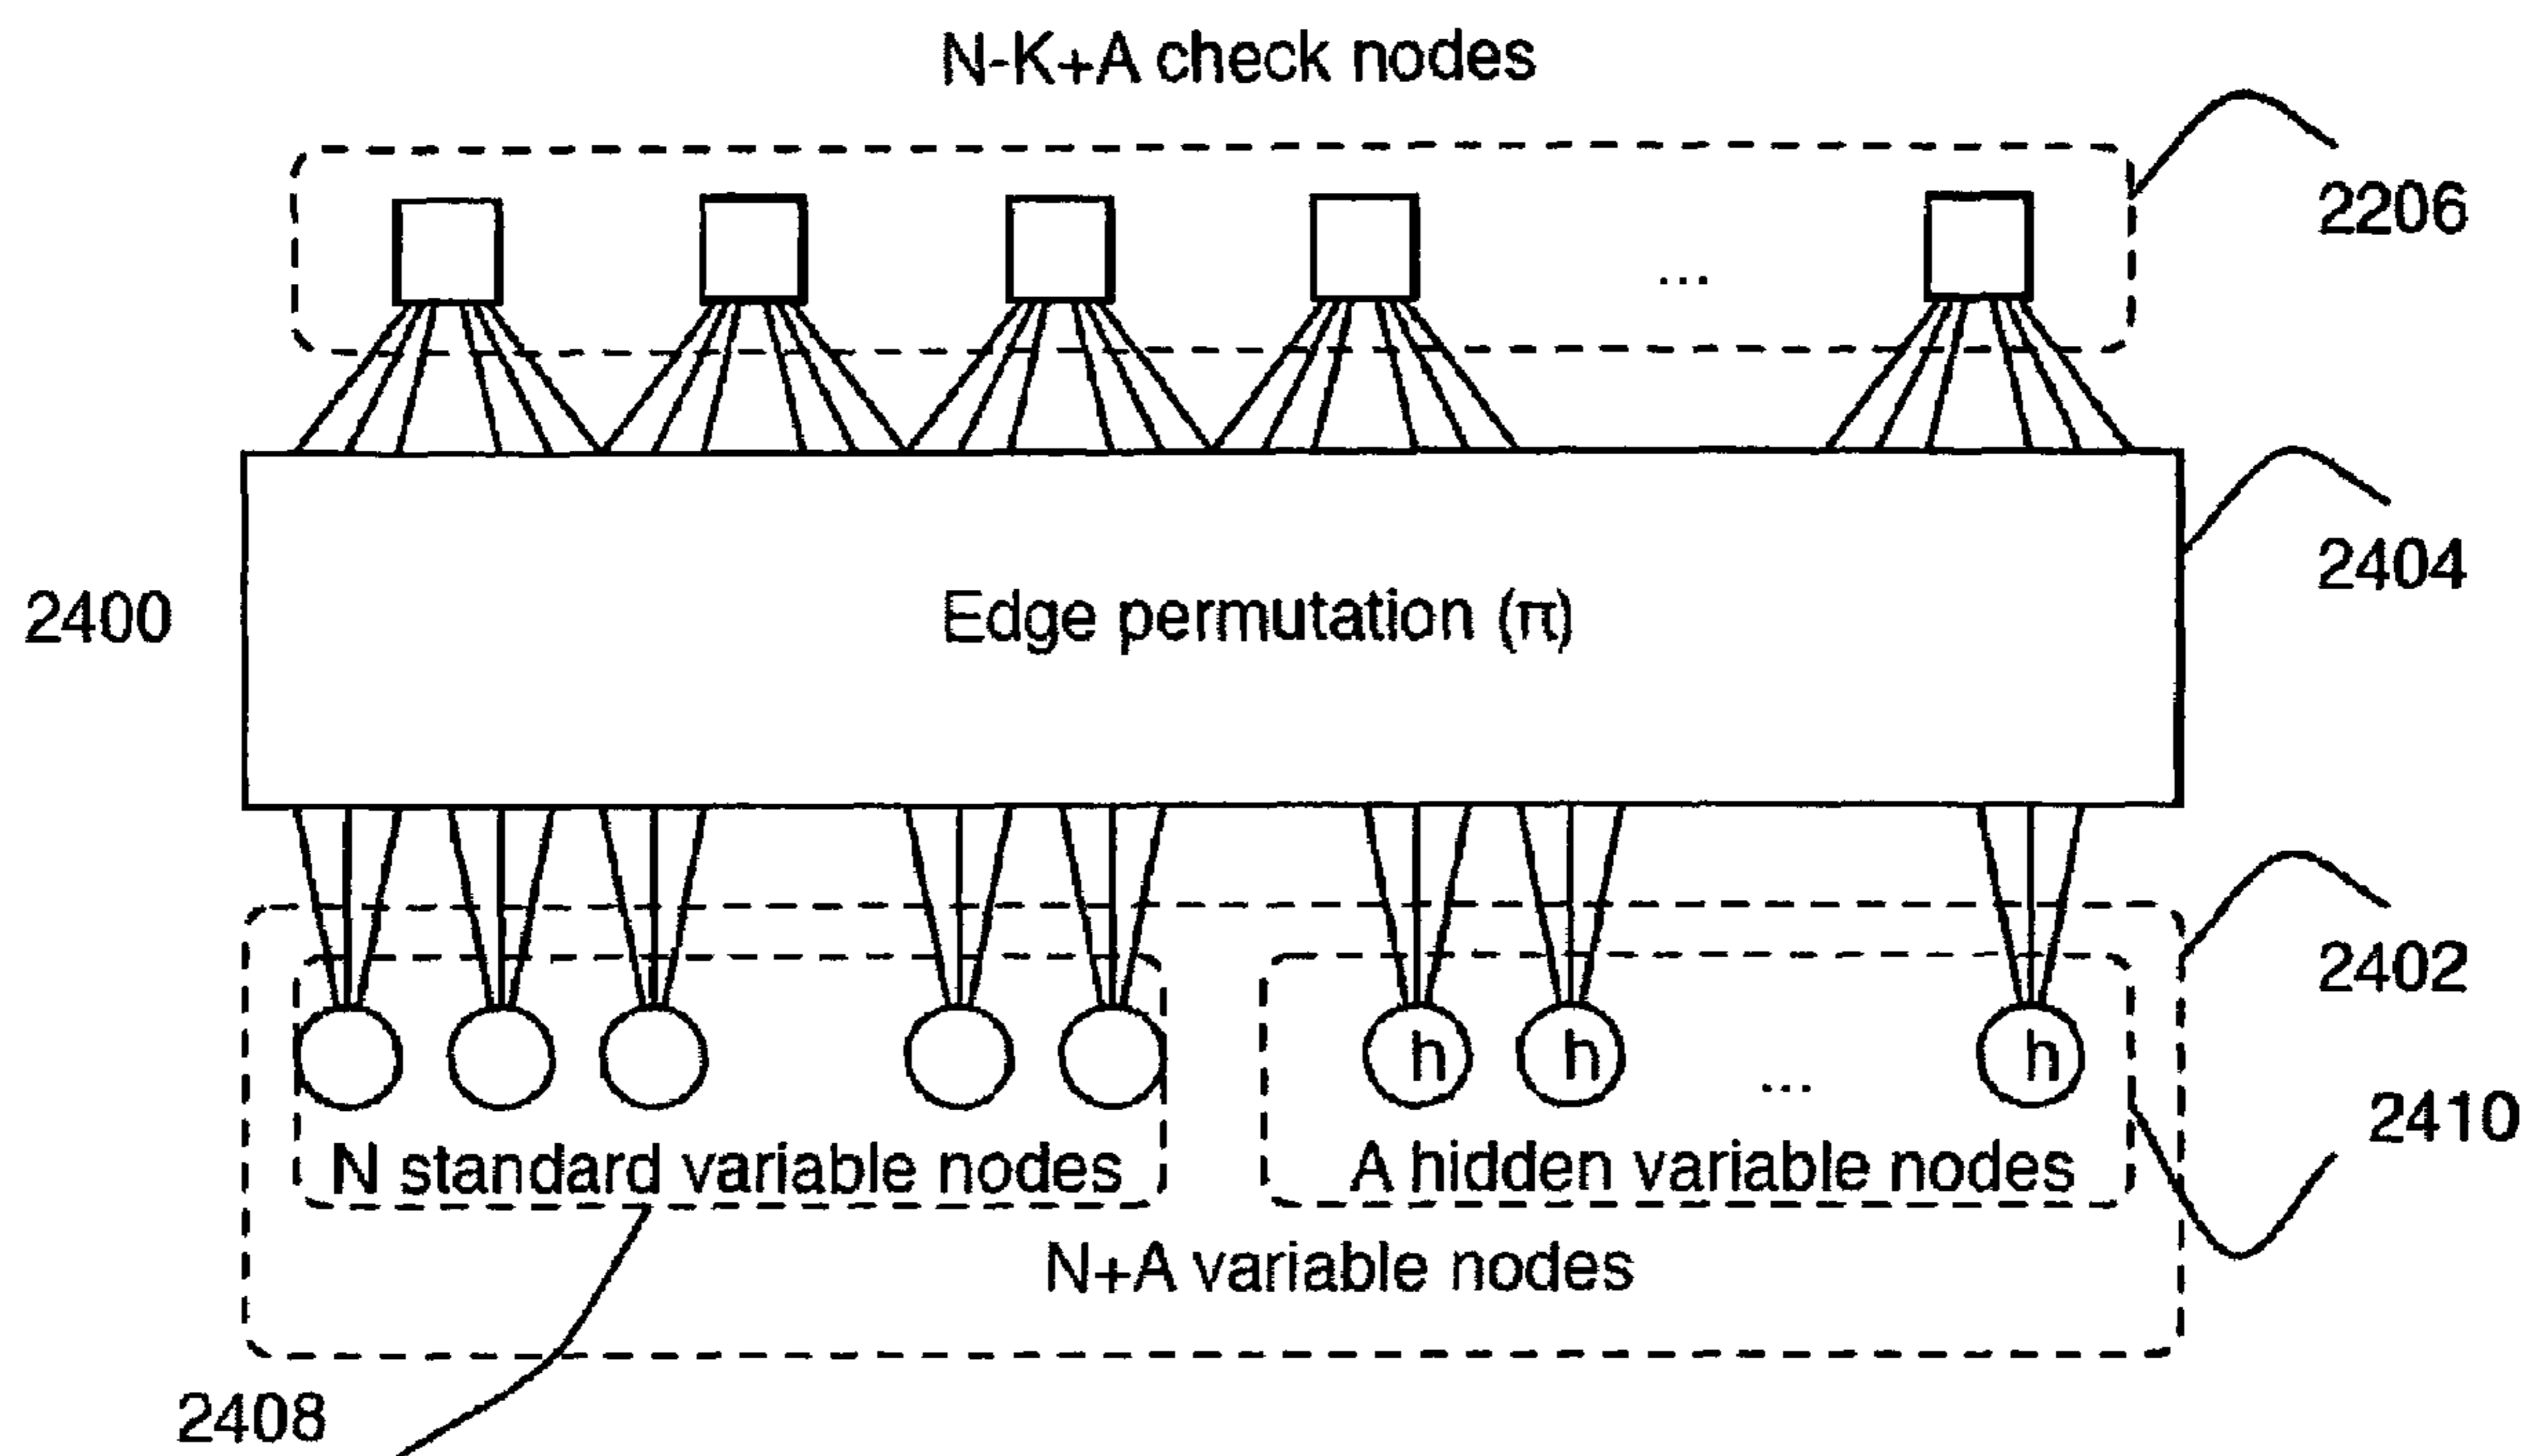 N-K+A check nodes
2206
...
2404
2400
Edge permutation (π)
2402
h h ... h
2410
N standard variable nodes
A hidden variable nodes
N+A variable nodes
2408